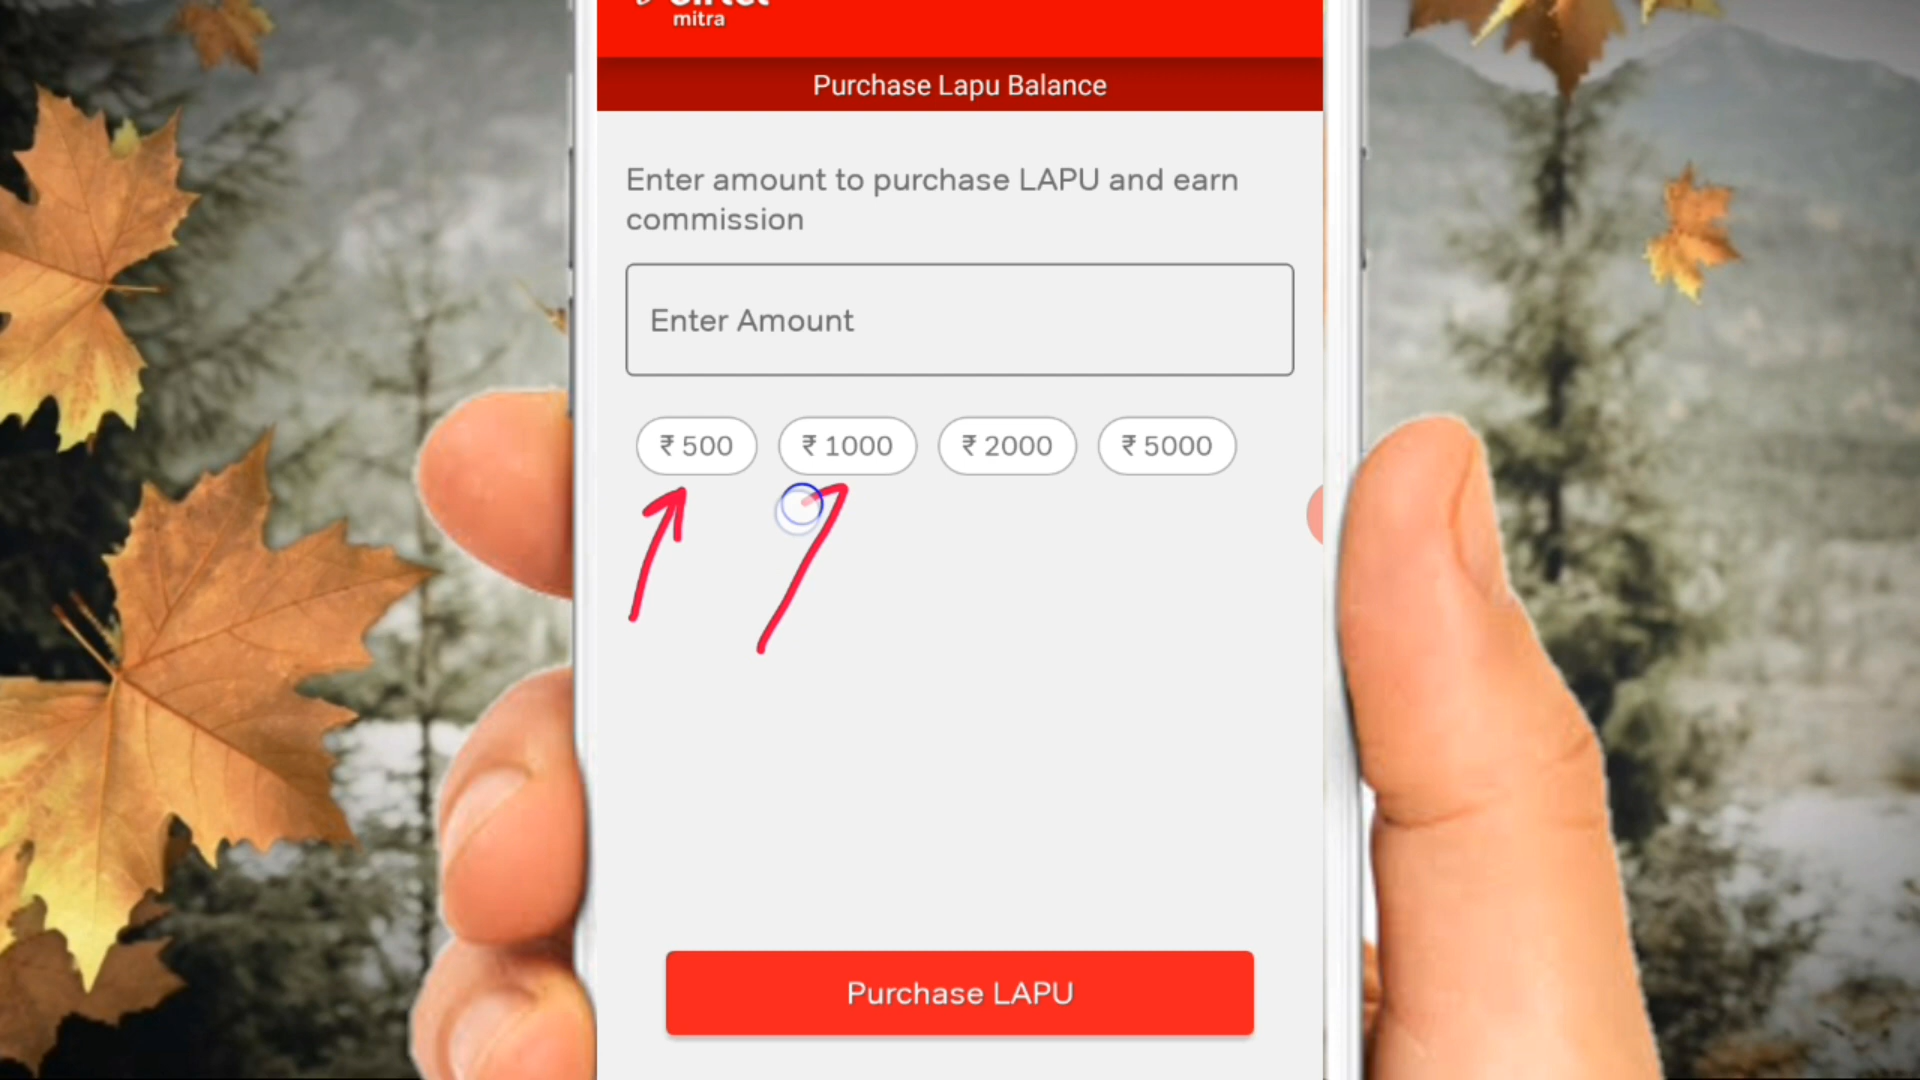 airtel
mitra
Purchase Lapu Balance
Enter amount to purchase LAPU and earn
commission
Enter Amount
₹ 500
₹ 1000
₹ 2000
₹ 5000
Purchase LAPU